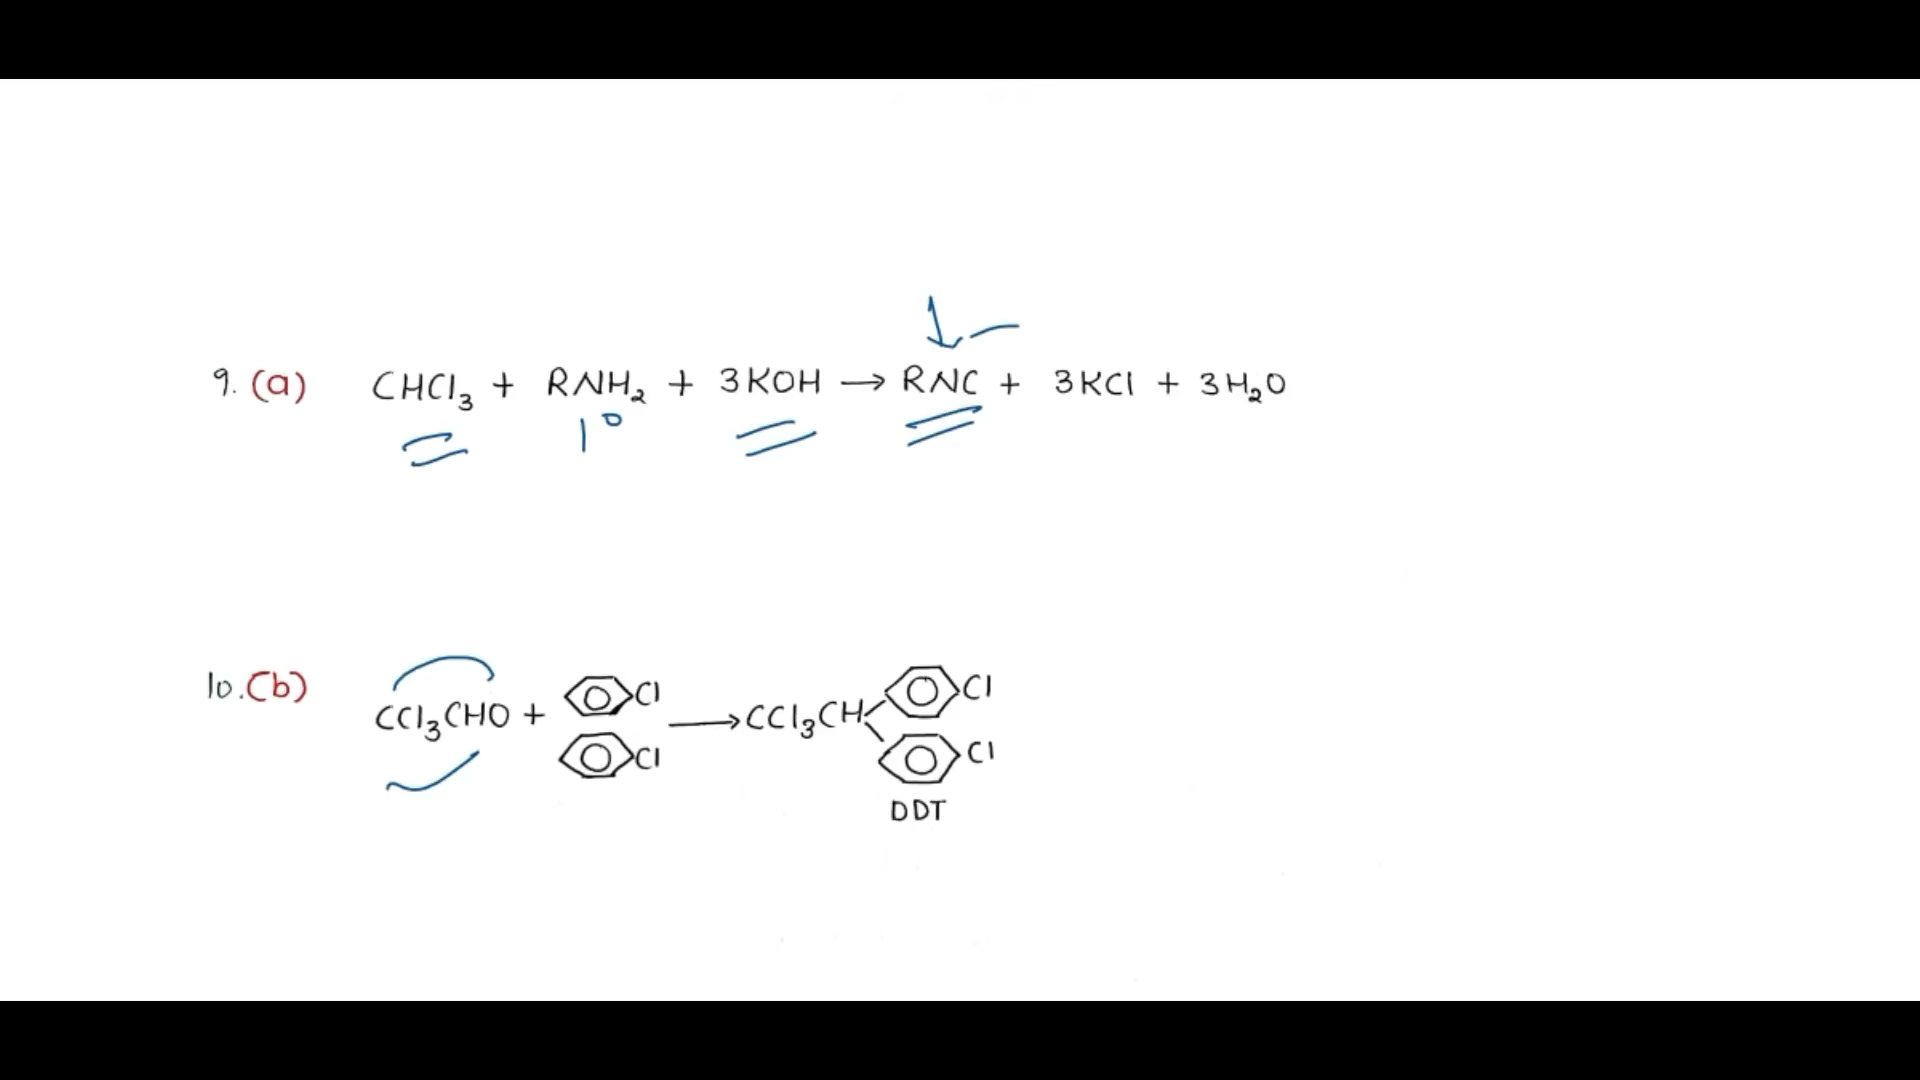 9. (a) CHCl₃ + RNH₂ + 3KOH → RNC + 3KCl + 3H₂O
1°
10. (b) CCl₃CHO + Cl Cl → CCl₃CH Cl Cl
DDT